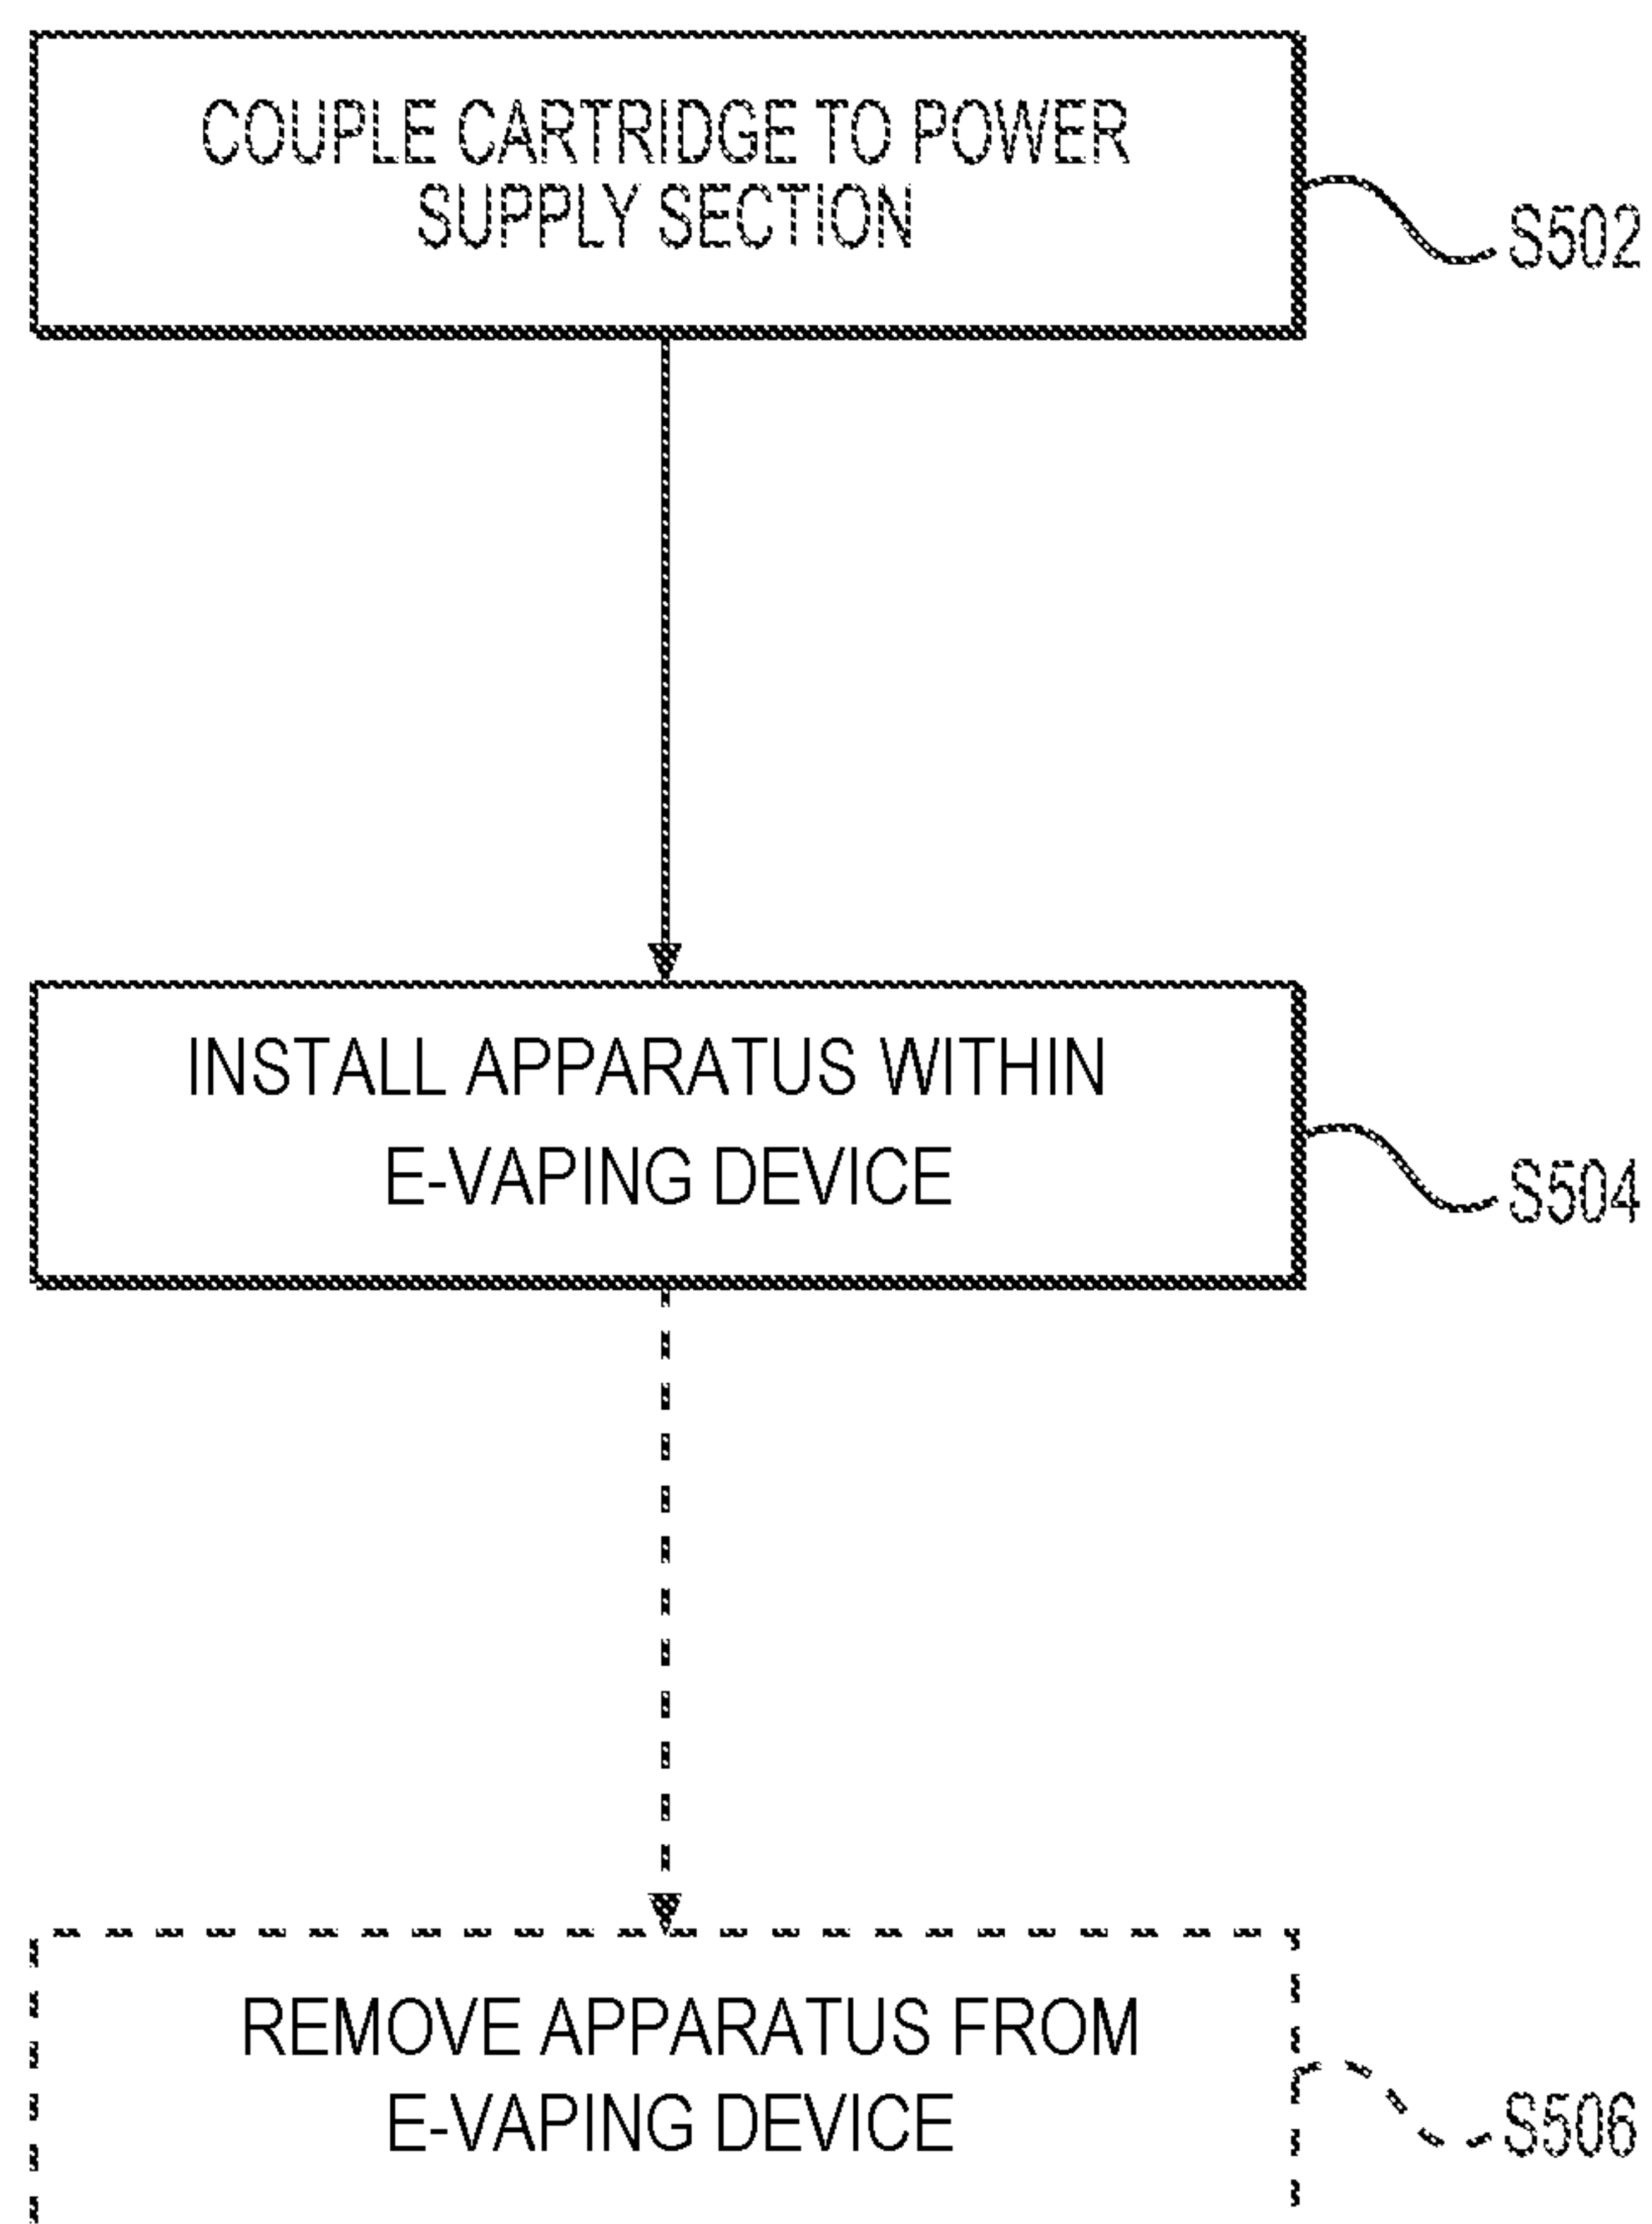 COUPLE CARTRIDGE TO POWER
SUPPLY SECTION
S502
INSTALL APPARATUS WITHIN
E-VAPING DEVICE
S504
REMOVE APPARATUS FROM
E-VAPING DEVICE
S506